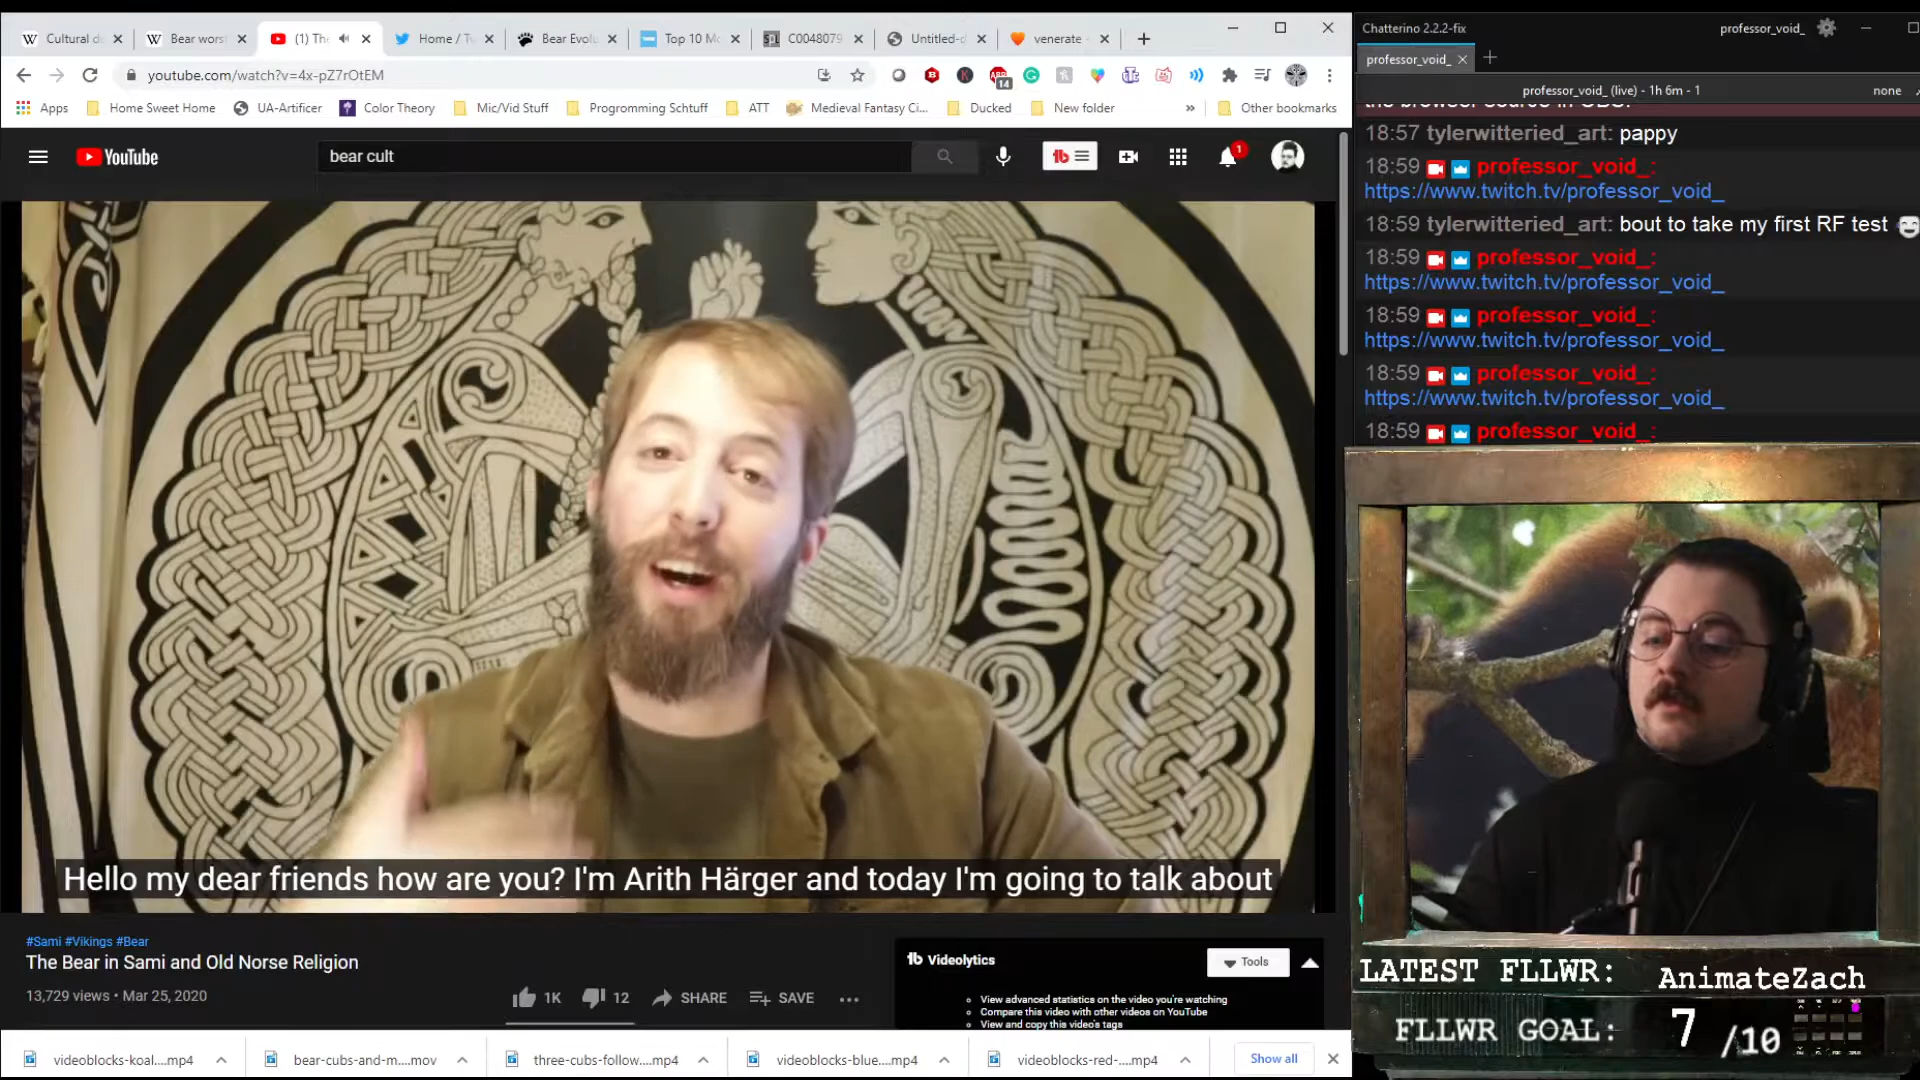 Cultural d
Bear wors
(1) Th
Home / Tw
Bear Evol
Top 10 Mo
C0048079
Untitled-
venerate
youtube.com/watch?v=4x-pZ7rOtEM
14
Apps
Home Sweet Home
UA-Artificer
Color Theory
Mic/Vid Stuff
Programming Schtuff
ATT
Medieval Fantasy Ci...
Ducked
New folder
»
Other bookmarks
YouTube
bear cult
1
Hello my dear friends how are you? I'm Arith Härger and today I'm going to talk about
#Sami #Vikings #Bear
The Bear in Sami and Old Norse Religion
13,729 views • Mar 25, 2020
1K
12
SHARE
SAVE
Videolytics
Tools
View advanced statistics on the video you're watching
Compare this video with other videos on YouTube
View and copy this video's tags
videoblocks-koal....mp4
bear-cubs-and-m....mov
three-cubs-follow....mp4
videoblocks-blue....mp4
videoblocks-red-....mp4
Show all
Chatterino 2.2.2-fix
professor_void_
professor_void_
professor_void_ (live) - 1h 6m - 1
none
the browser source in OBS.
18:57 tylerwitteried_art: pappy
18:59 professor_void_:
https://www.twitch.tv/professor_void_
18:59 tylerwitteried_art: bout to take my first RF test
18:59 professor_void_:
https://www.twitch.tv/professor_void_
18:59 professor_void_:
https://www.twitch.tv/professor_void_
18:59 professor_void_:
https://www.twitch.tv/professor_void_
18:59 professor_void_:
LATEST FLLWR: AnimateZach
FLLWR GOAL: 7 /10